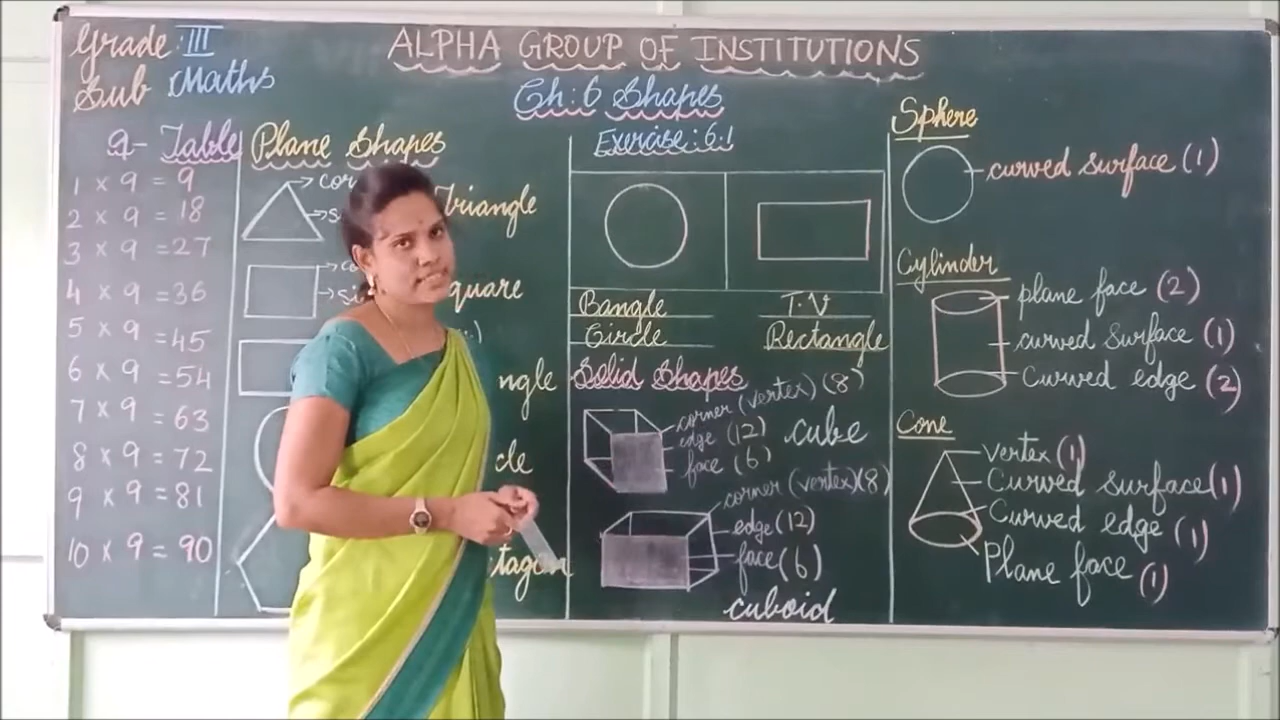 Grade: III
Sub Maths
ALPHA GROUP OF INSTITUTIONS
Ch:6 Shapes
9- Table
1 x 9 = 9
2 x 9 = 18
3 x 9 = 27
4 x 9 = 36
5 x 9 = 45
6 x 9 = 54
7 x 9 = 63
8 x 9 = 72
9 x 9 = 81
10 x 9 = 90
Plane Shapes
Triangle
quare
ngle
cle
tagon
Exercise: 6.1
Bangle
Circle
T.V
Rectangle
Solid Shapes
corner (vertex) (8)
edge (12)
face (6)
cube
corner (vertex) (8)
edge (12)
face (6)
cuboid
Sphere
curved surface (1)
Cylinder
plane face (2)
curved surface (1)
Curved edge (2)
Cone
vertex (1)
Curved surface (1)
Curved edge (1)
Plane face (1)